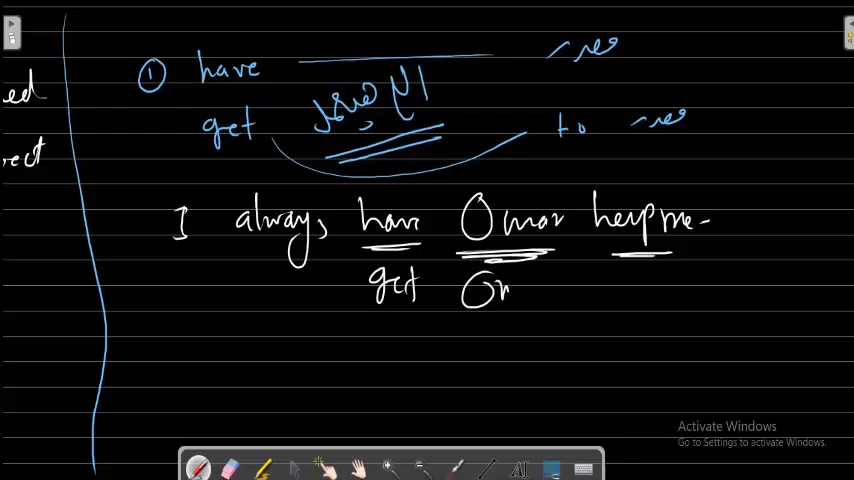 ed
rect
① have
get to
I always have Omar help me.
get Om
Activate Windows
Go to Settings to activate Windows.